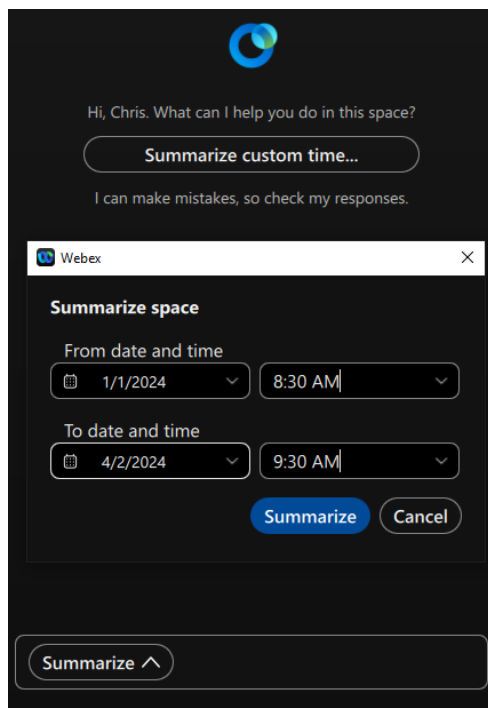 Hi, Chris. What can I help you do in this space?
Summarize custom time...
I can make mistakes, so check my responses.
Webex
Summarize space
From date and time
1/1/2024 8:30 AM
To date and time
4/2/2024 9:30 AM
Summarize Cancel
Summarize